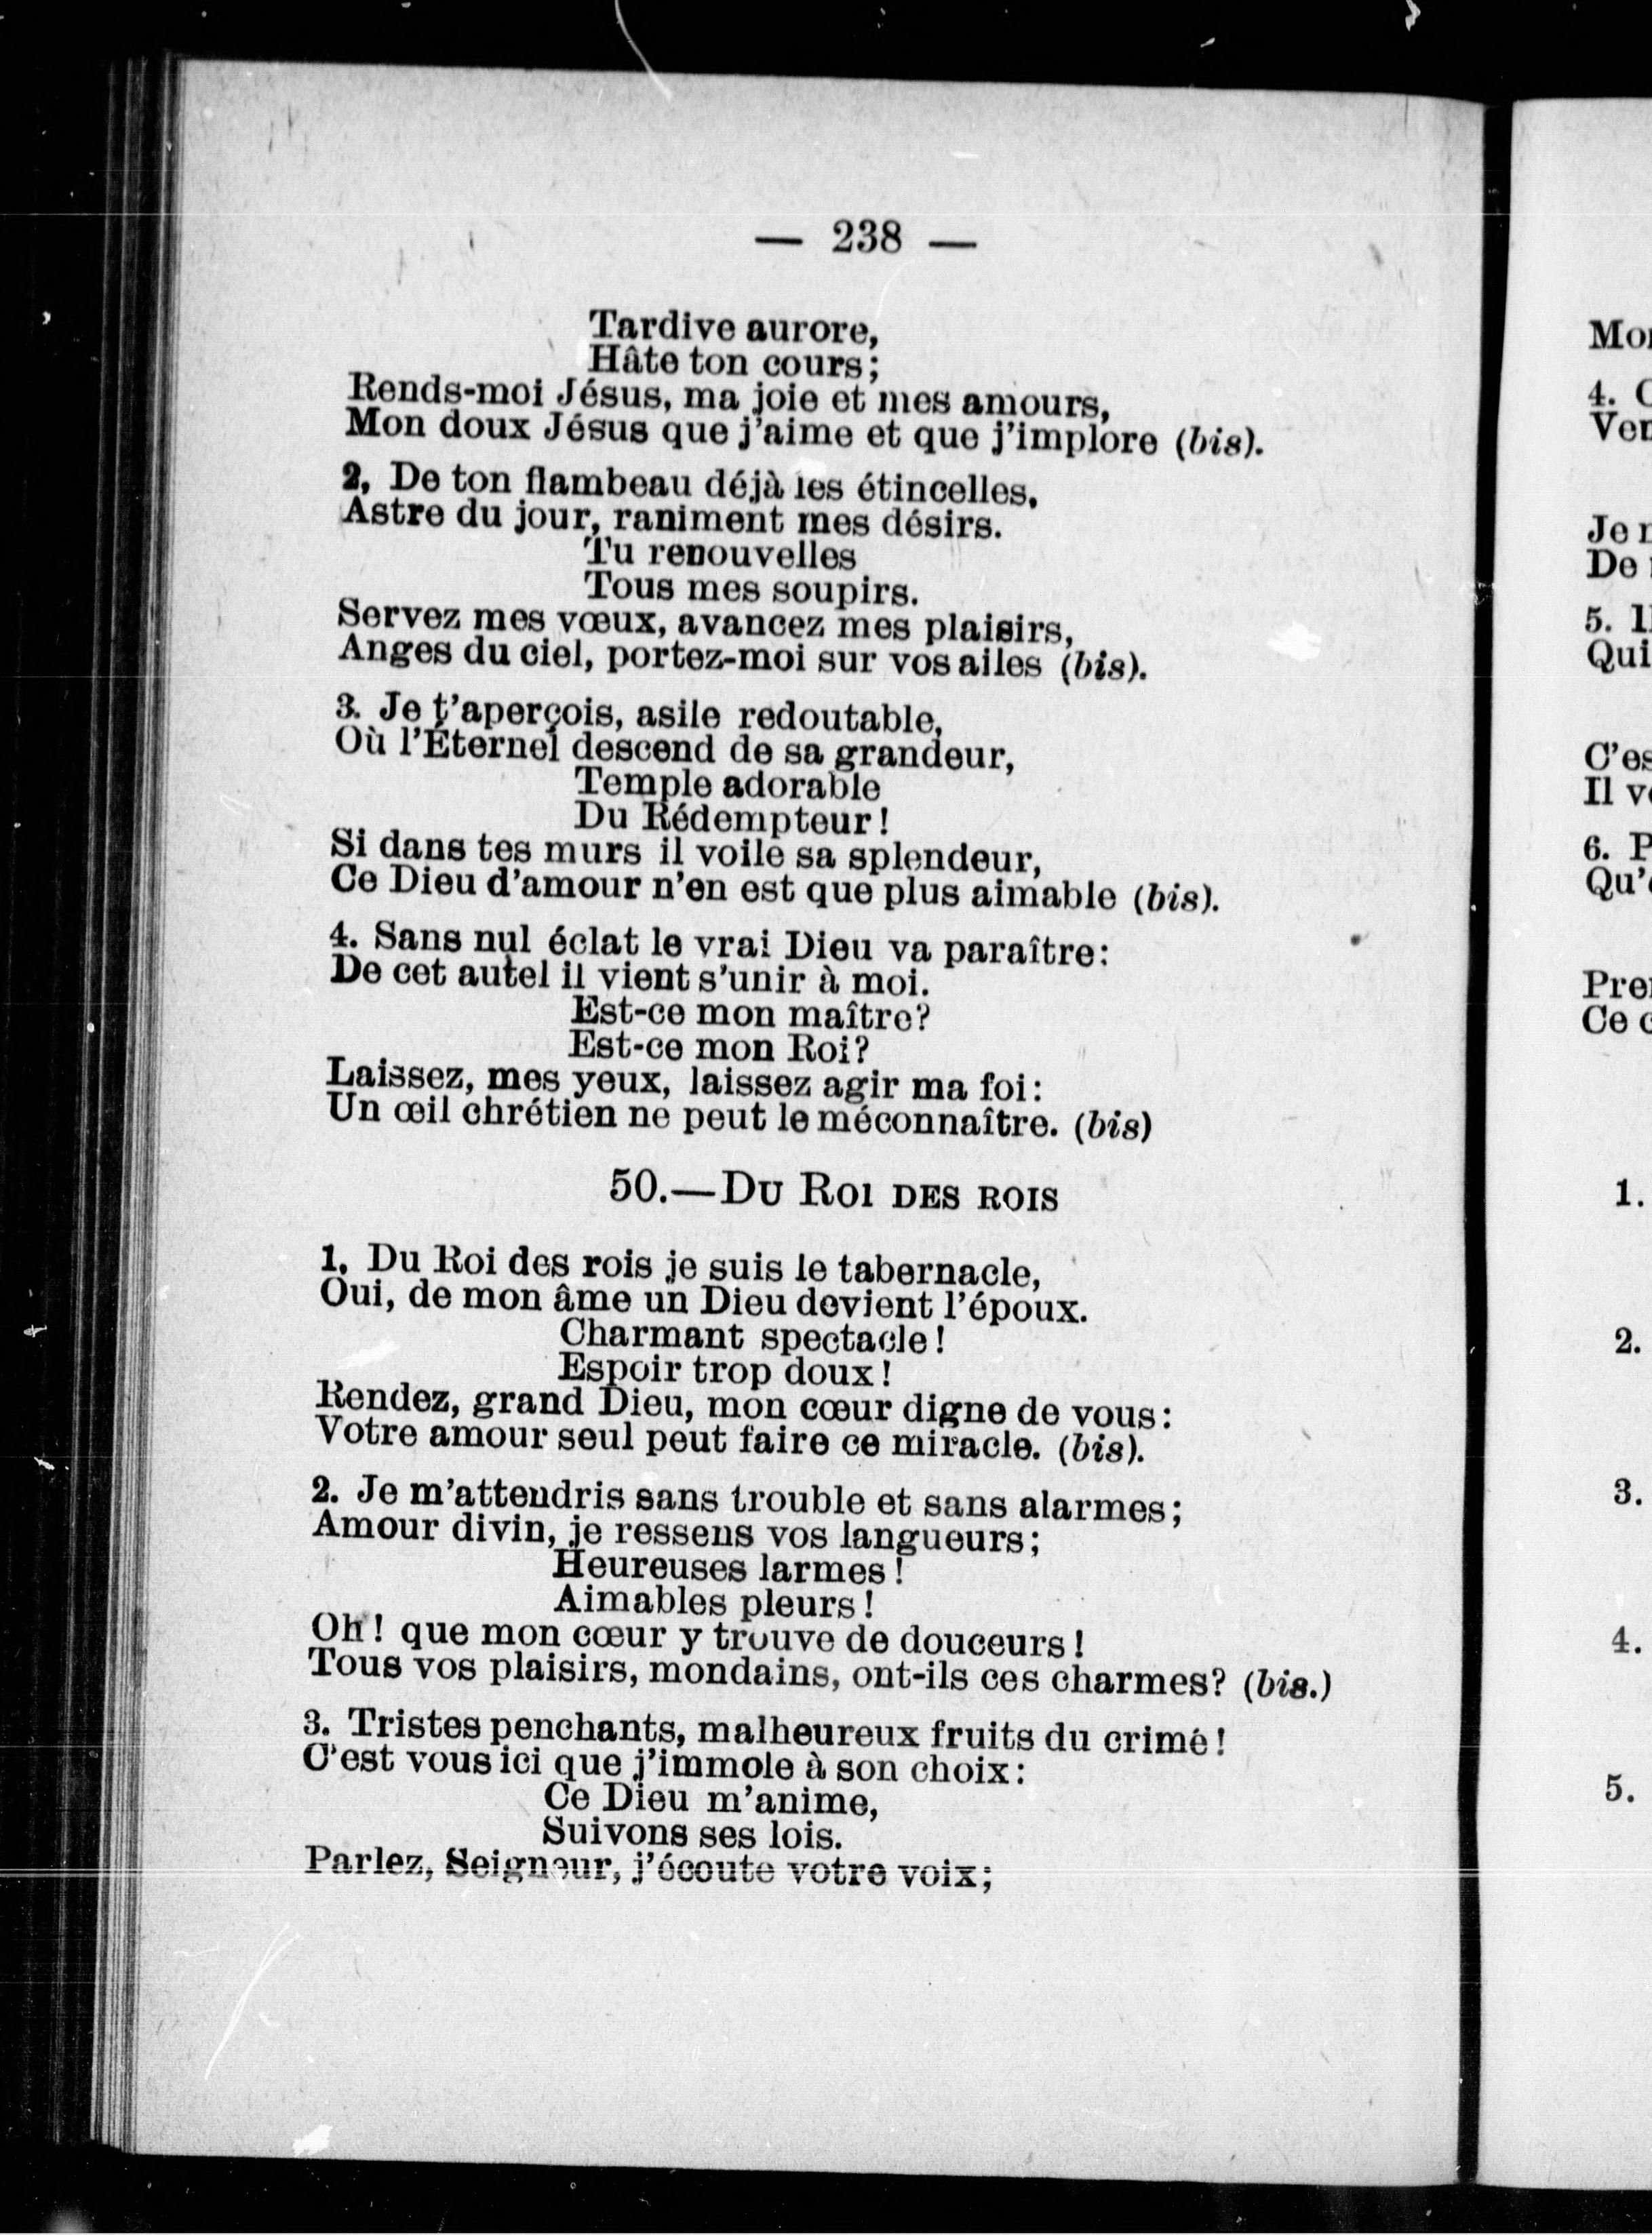 — 238 —
Tardive aurore,
Hâte ton cours;
Rends-moi Jésus, ma joie et mes amours,
Mon doux Jésus que j'aime et que j'implore (bis).
2, De ton flambeau déjà les étincelles,
Astre du jour, raniment mes désirs.
Tu renouvelles
Tous mes soupirs.
Servez mes vœux, avancez mes plaisirs,
Anges du ciel, portez-moi sur vos ailes (bis).
3. Je t'aperçois, asile redoutable,
Où l'Éternel descend de sa grandeur,
Temple adorable
Du Rédempteur!
Si dans tes murs il voile sa splendeur,
Ce Dieu d'amour n'en est que plus aimable (bis).
4. Sans nul éclat le vrai Dieu va paraître:
De cet autel il vient s'unir à moi.
Est-ce mon maître?
Est-ce mon Roi?
Laissez, mes yeux, laissez agir ma foi:
Un œil chrétien ne peut le méconnaître. (bis)
50.—DU ROI DES ROIS
1, Du Roi des rois je suis le tabernacle,
Oui, de mon âme un Dieu devient l'époux.
Charmant spectacle!
Espoir trop doux!
Rendez, grand Dieu, mon cœur digne de vous:
Votre amour seul peut faire ce miracle. (bis).
2. Je m'attendris sans trouble et sans alarmes;
Amour divin, je ressens vos langueurs;
Heureuses larmes!
Aimables pleurs!
Oh! que mon cœur y trouve de douceurs!
Tous vos plaisirs, mondains, ont-ils ces charmes? (bis.)
3. Tristes penchants, malheureux fruits du crime!
C'est vous ici que j'immole à son choix:
Ce Dieu m'anime,
Suivons ses lois.
Parlez, Seigneur, j'écoute votre voix;
4.
De
5.
Qui
6.
1.
2.
3.
4.
5.